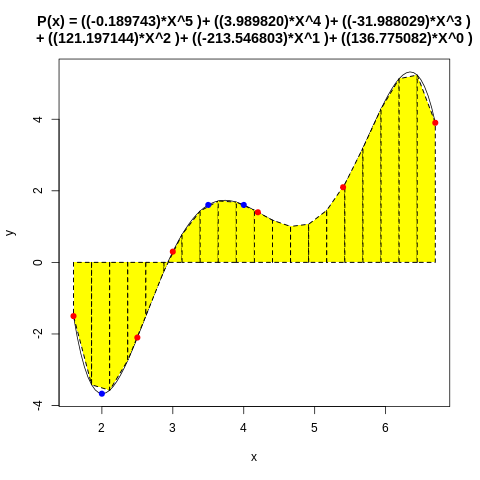 P(x) = ((-0.189743)*X^5 )+ ((3.989820)*X^4 )+ ((-31.988029)*X^3 )
+ ((121.197144)*X^2 )+ ((-213.546803)*X^1 )+ ((136.775082)*X^0 )
4
2
0
-2
-4
y
2 3 4 5 6
x